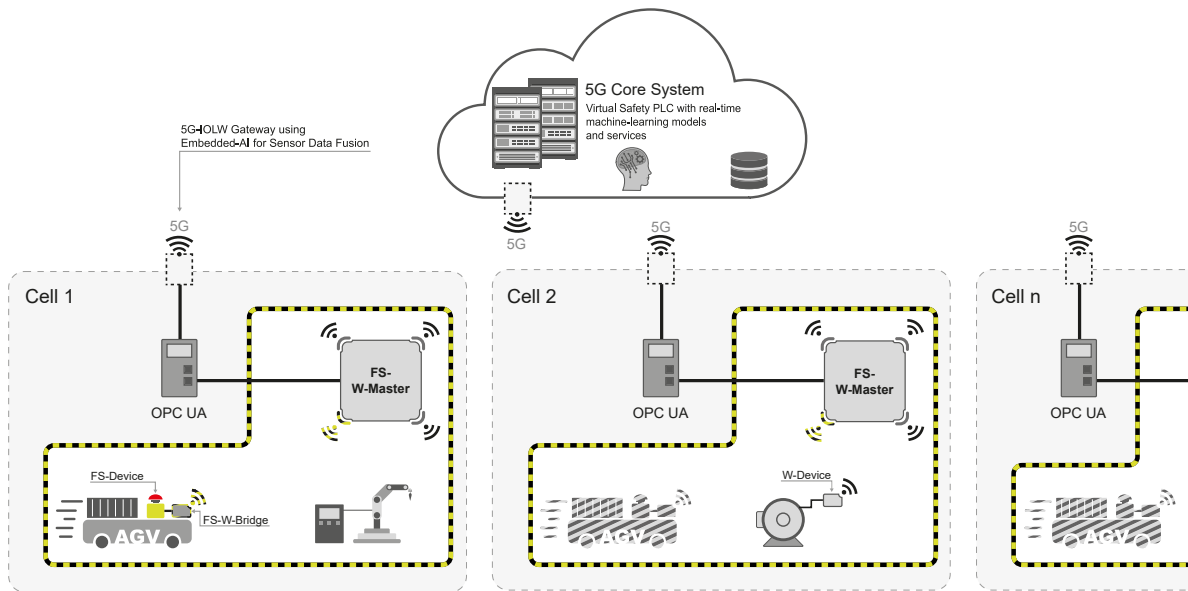 5G Core System
Virtual Safety PLC with real-time
machine-learning models
and services
5G-IOLW Gateway using
Embedded-AI for Sensor Data Fusion
5G
5G
5G
5G
Cell 1
FS-
W-Master
OPC UA
FS-Device
FS-W-Bridge
AGV
Cell 2
FS-
W-Master
OPC UA
W-Device
AGV
Cell n
OPC UA
AGV